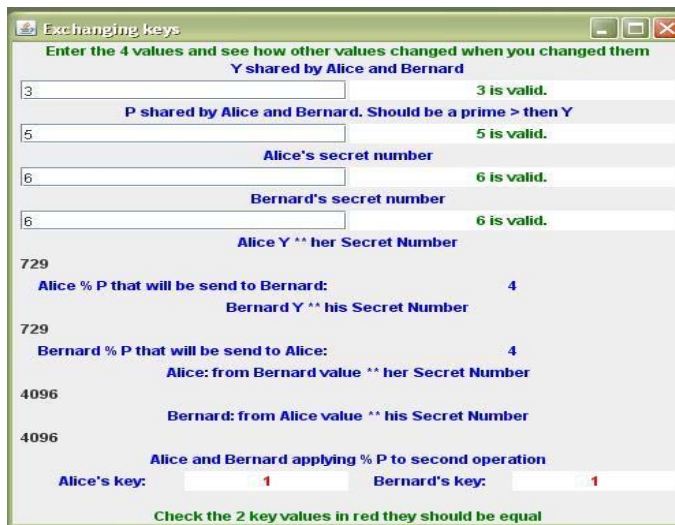 Exchanging keys
Enter the 4 values and see how other values changed when you changed them
Y shared by Alice and Bernard
3 3 is valid.
P shared by Alice and Bernard. Should be a prime > then Y
5 5 is valid.
Alice's secret number
6 6 is valid.
Bernard's secret number
6 6 is valid.
Alice Y ** her Secret Number
729
Alice % P that will be send to Bernard: 4
Bernard Y ** his Secret Number
729
Bernard % P that will be send to Alice: 4
Alice: from Bernard value ** her Secret Number
4096
Bernard: from Alice value ** his Secret Number
4096
Alice and Bernard applying % P to second operation
Alice's key: 1 Bernard's key: 1
Check the 2 key values in red they should be equal